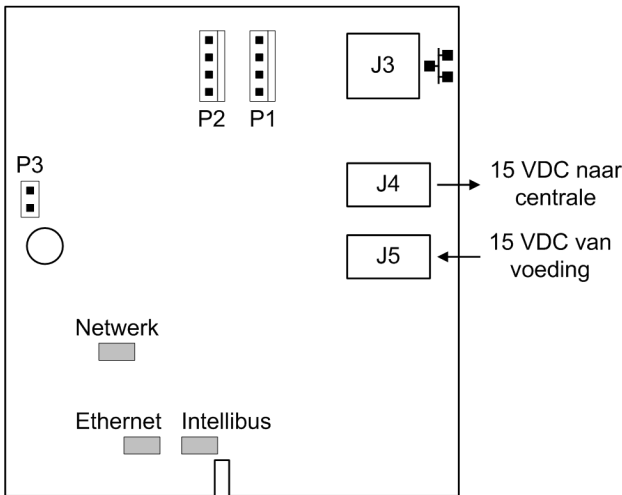 J3
P2 P1
P3
J4
15 VDC naar
centrale
J5
15 VDC van
voeding
Netwerk
Ethernet Intellibus